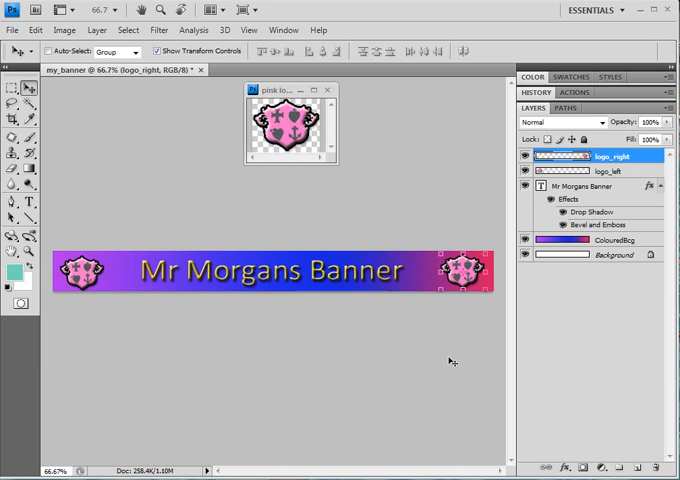 Ps Br 66.7 ESSENTIALS
File Edit Image Layer Select Filter Analysis 3D View Window Help
Auto-Select: Group Show Transform Controls
my_banner @ 66.7% (logo_right, RGB/8) * ×
Ps pink lo...
Mr Morgans Banner
COLOR SWATCHES STYLES
HISTORY ACTIONS
LAYERS PATHS
Normal Opacity: 100%
Lock: Fill: 100%
logo_right
logo_left
T Mr Morgans Banner fx
Effects
Drop Shadow
Bevel and Emboss
ColouredBcg
Background
66.67% Doc: 258.4K/1.10M